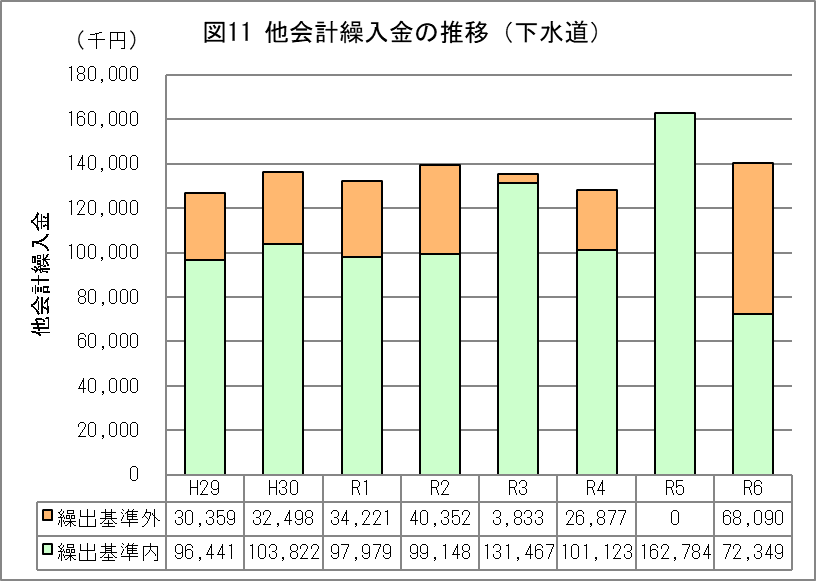 図11 他会計繰入金の推移（下水道）
（千円）
180,000
160,000
140,000
120,000
100,000
80,000
60,000
40,000
20,000
0
他会計繰入金
H29 H30 R1 R2 R3 R4 R5 R6
繰出基準外 30,359 32,498 34,221 40,352 3,833 26,877 0 68,090
繰出基準内 96,441 103,822 97,979 99,148 131,467 101,123 162,784 72,349